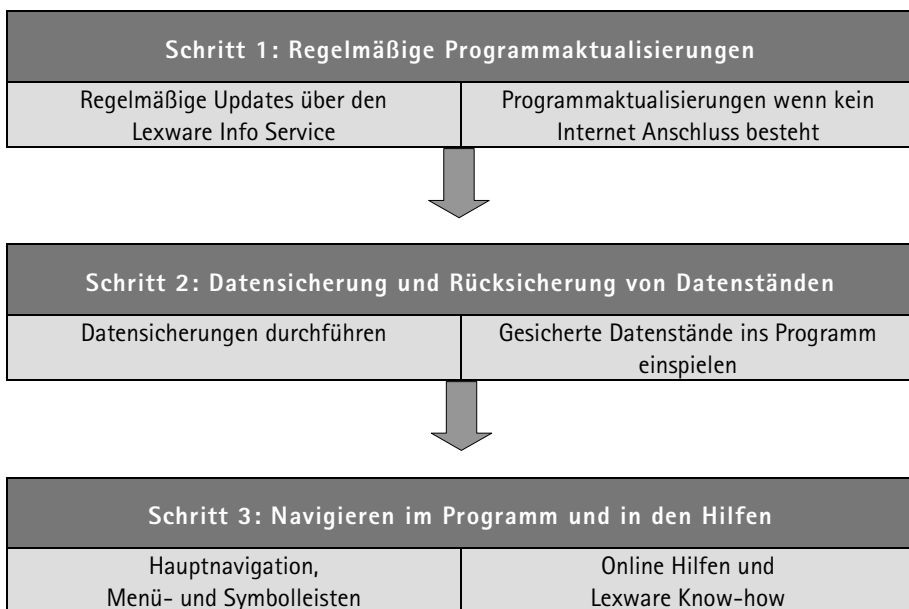 Schritt 1: Regelmäßige Programmaktualisierungen
Regelmäßige Updates über den
Lexware Info Service
Programmaktualisierungen wenn kein
Internet Anschluss besteht
Schritt 2: Datensicherung und Rücksicherung von Datenständen
Datensicherungen durchführen
Gesicherte Datenstände ins Programm
einspielen
Schritt 3: Navigieren im Programm und in den Hilfen
Hauptnavigation,
Menü- und Symbolleisten
Online Hilfen und
Lexware Know-how